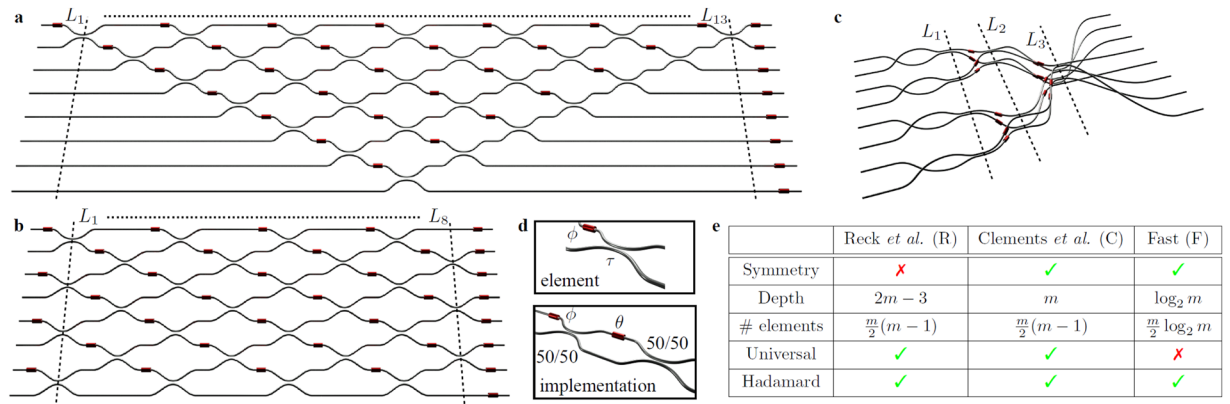 a
L₁
L₁₃
c
L₁
L₂
L₃
b
L₁
L₈
d
ϕ
τ
element
ϕ
θ
50/50
50/50
implementation
e
Reck et al. (R) Clements et al. (C) Fast (F)
Symmetry ✗ ✓ ✓
Depth 2m − 3 m log₂ m
# elements m/2 (m − 1) m/2 (m − 1) m/2 log₂ m
Universal ✓ ✓ ✗
Hadamard ✓ ✓ ✓